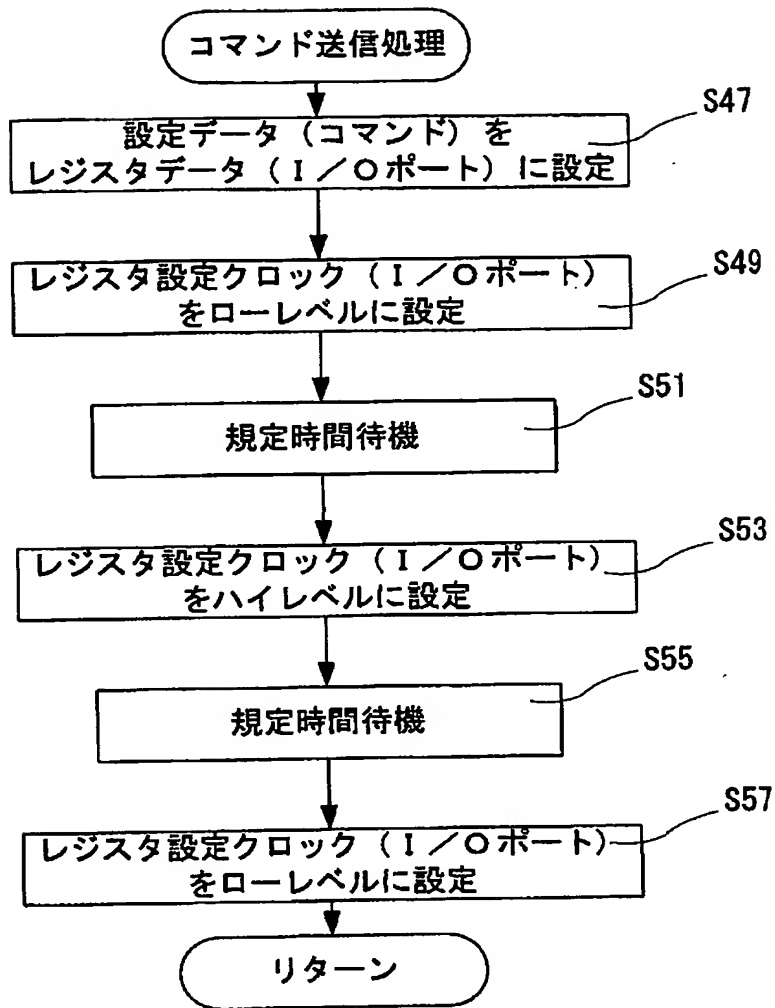 コマンド送信処理
S47
設定データ（コマンド）を
レジスタデータ（Ｉ／Ｏポート）に設定
S49
レジスタ設定クロック（Ｉ／Ｏポート）
をローレベルに設定
S51
規定時間待機
S53
レジスタ設定クロック（Ｉ／Ｏポート）
をハイレベルに設定
S55
規定時間待機
S57
レジスタ設定クロック（Ｉ／Ｏポート）
をローレベルに設定
リターン